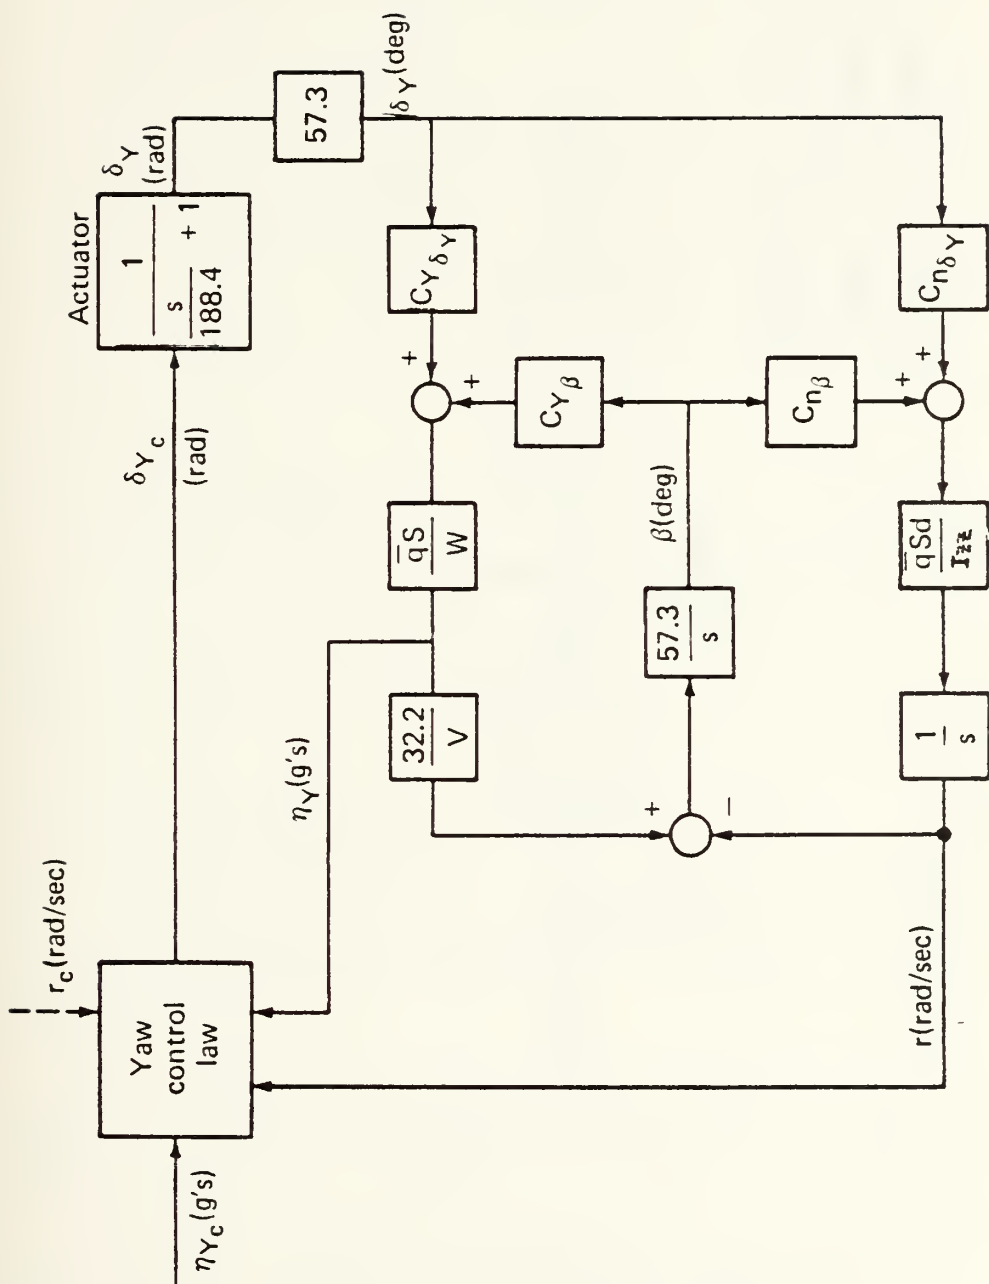 Actuator
1
s
188.4
+ 1
δY
(rad)
57.3
δY(deg)
δYc
(rad)
rc(rad/sec)
Yaw
control
law
ηYc(g's)
ηY(g's)
CYδY
+
+
q̅S
W
32.2
V
CYβ
β(deg)
57.3
s
+
−
Cnβ
CnδY
+
+
q̅Sd
Izz
1
s
r(rad/sec)